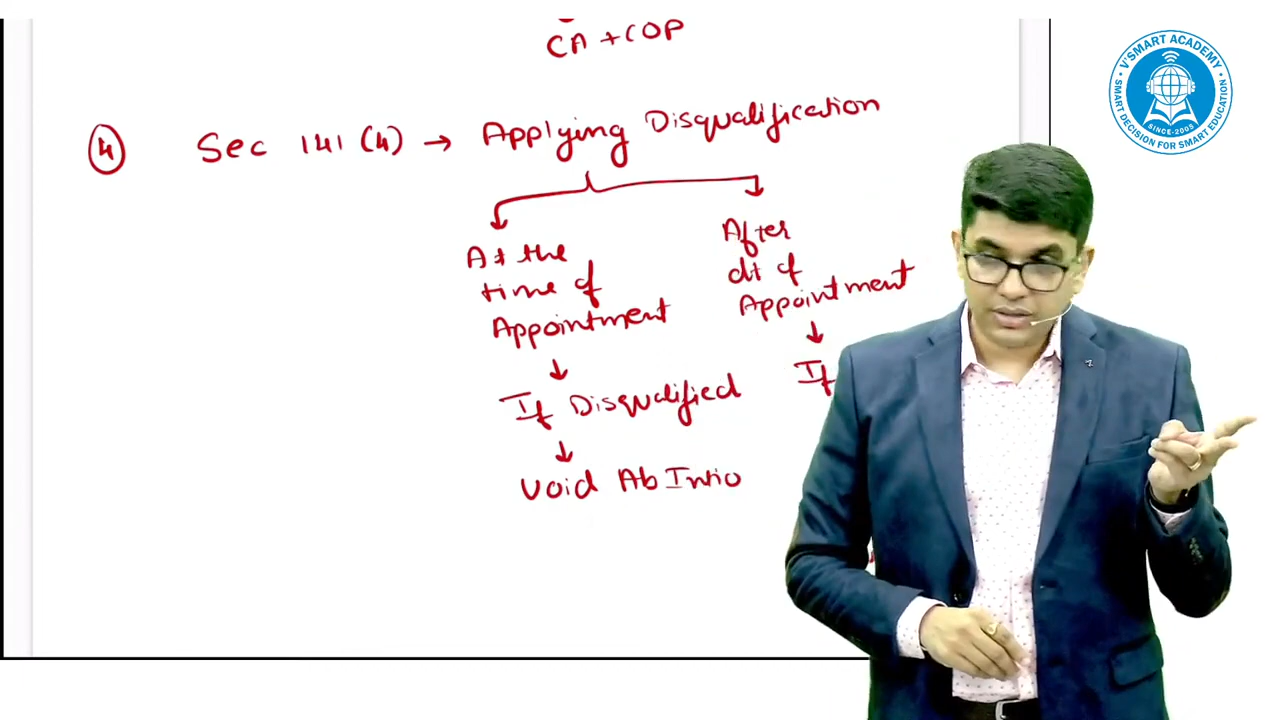 CA + COP
4 Sec 141 (4) → Applying Disqualification
At the
time of
Appointment
↓
If Disqualified
↓
Void Ab Intio
After
dt of
Appointment
↓
If
V'SMART ACADEMY
SINCE-2005
SMART DECISION FOR SMART EDUCATION